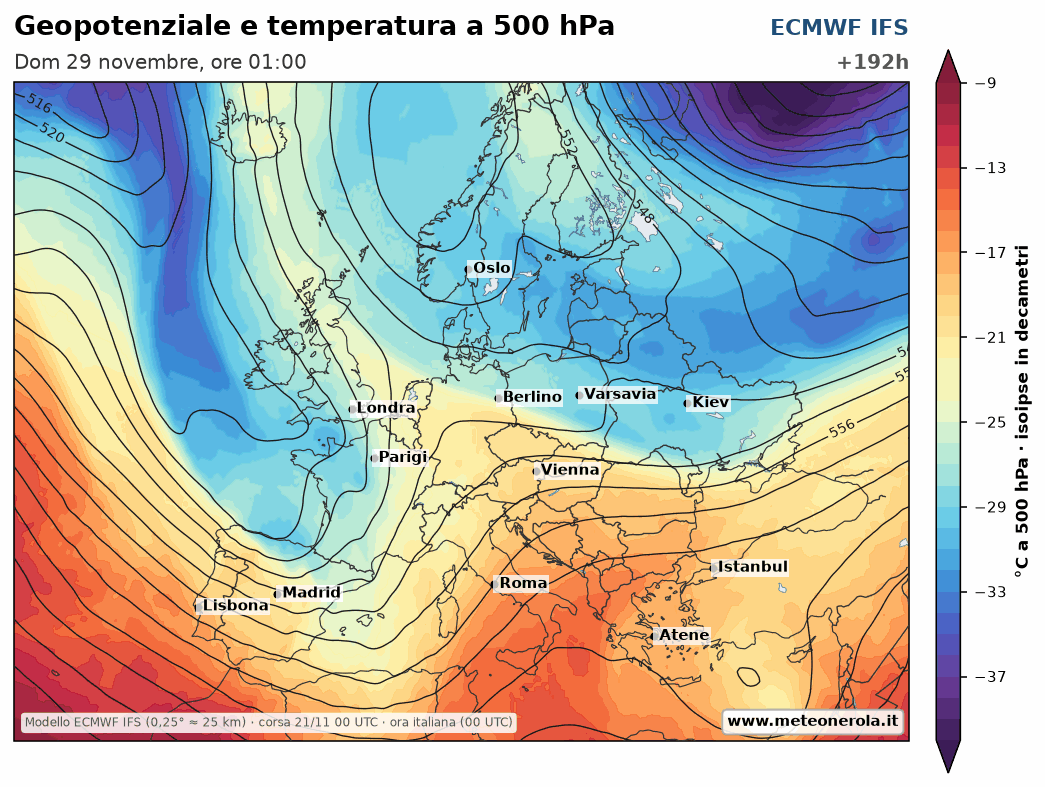 Geopotenziale e temperatura a 500 hPa
ECMWF IFS
Dom 29 novembre, ore 01:00
+192h
516
520
552
548
556
Oslo
Londra
Berlino
Varsavia
Kiev
Parigi
Vienna
Roma
Istanbul
Madrid
Lisbona
Atene
−9
−13
−17
−21
−25
−29
−33
−37
°C a 500 hPa · isoipse in decametri
Modello ECMWF IFS (0,25° ≈ 25 km) · corsa 21/11 00 UTC · ora italiana (00 UTC)
www.meteonerola.it